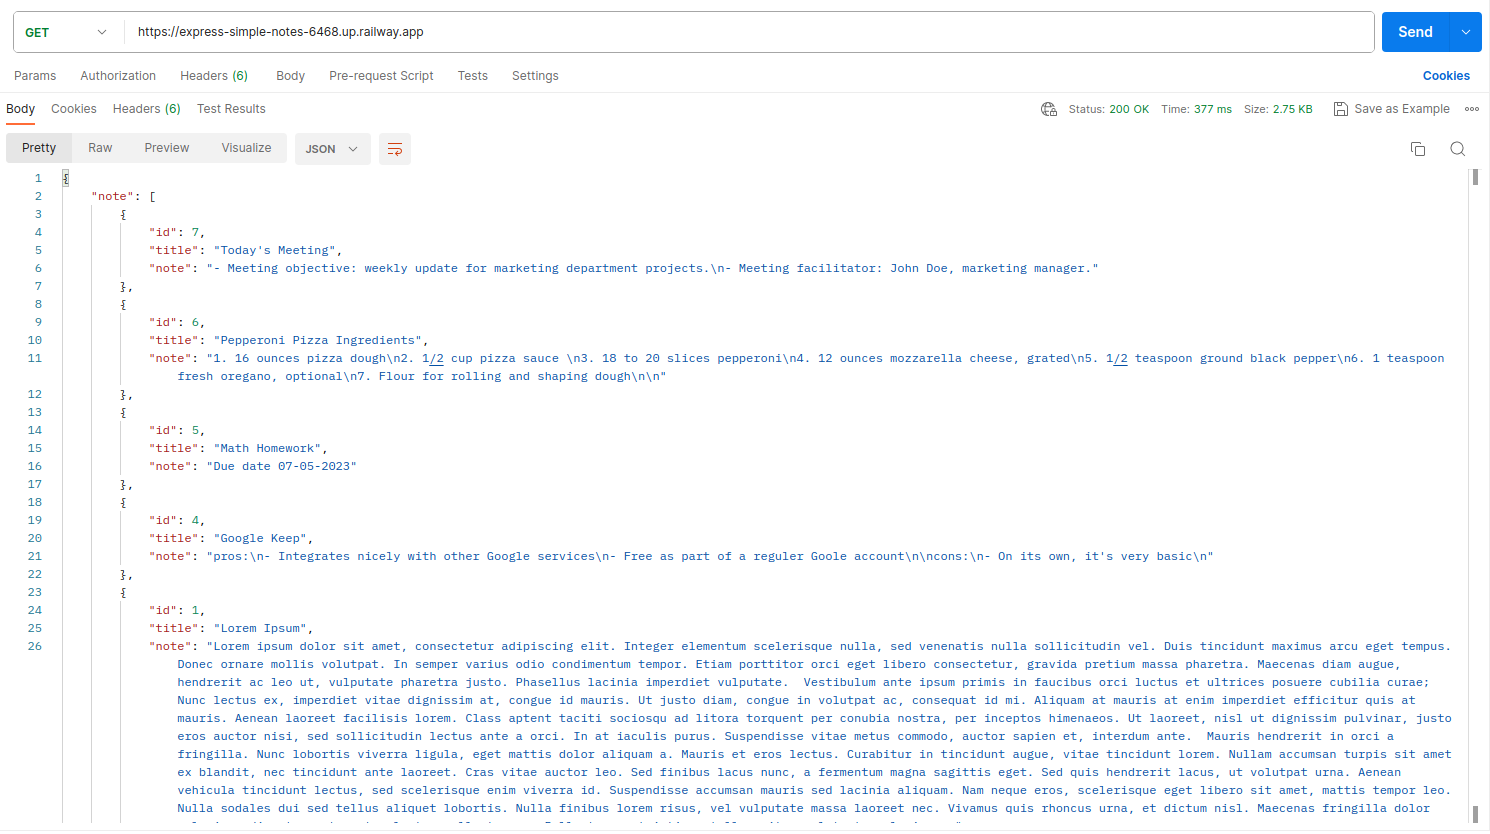 GET https://express-simple-notes-6468.up.railway.app Send
Params Authorization Headers (6) Body Pre-request Script Tests Settings Cookies
Body Cookies Headers (6) Test Results Status: 200 OK Time: 377 ms Size: 2.75 KB Save as Example
Pretty Raw Preview Visualize JSON
1 {
2 "note": [
3 {
4 "id": 7,
5 "title": "Today's Meeting",
6 "note": "- Meeting objective: weekly update for marketing department projects.\n- Meeting facilitator: John Doe, marketing manager."
7 },
8 {
9 "id": 6,
10 "title": "Pepperoni Pizza Ingredients",
11 "note": "1. 16 ounces pizza dough\n2. 1/2 cup pizza sauce \n3. 18 to 20 slices pepperoni\n4. 12 ounces mozzarella cheese, grated\n5. 1/2 teaspoon ground black pepper\n6. 1 teaspoon
fresh oregano, optional\n7. Flour for rolling and shaping dough\n\n"
12 },
13 {
14 "id": 5,
15 "title": "Math Homework",
16 "note": "Due date 07-05-2023"
17 },
18 {
19 "id": 4,
20 "title": "Google Keep",
21 "note": "pros:\n- Integrates nicely with other Google services\n- Free as part of a reguler Goole account\n\ncons:\n- On its own, it's very basic\n"
22 },
23 {
24 "id": 1,
25 "title": "Lorem Ipsum",
26 "note": "Lorem ipsum dolor sit amet, consectetur adipiscing elit. Integer elementum scelerisque nulla, sed venenatis nulla sollicitudin vel. Duis tincidunt maximus arcu eget tempus.
Donec ornare mollis volutpat. In semper varius odio condimentum tempor. Etiam porttitor orci eget libero consectetur, gravida pretium massa pharetra. Maecenas diam augue,
hendrerit ac leo ut, vulputate pharetra justo. Phasellus lacinia imperdiet vulputate.  Vestibulum ante ipsum primis in faucibus orci luctus et ultrices posuere cubilia curae;
Nunc lectus ex, imperdiet vitae dignissim at, congue id mauris. Ut justo diam, congue in volutpat ac, consequat id mi. Aliquam at mauris at enim imperdiet efficitur quis at
mauris. Aenean laoreet facilisis lorem. Class aptent taciti sociosqu ad litora torquent per conubia nostra, per inceptos himenaeos. Ut laoreet, nisl ut dignissim pulvinar, justo
eros auctor nisi, sed sollicitudin lectus ante a orci. In at iaculis purus. Suspendisse vitae metus commodo, auctor sapien et, interdum ante.  Mauris hendrerit in orci a
fringilla. Nunc lobortis viverra ligula, eget mattis dolor aliquam a. Mauris et eros lectus. Curabitur in tincidunt augue, vitae tincidunt lorem. Nullam accumsan turpis sit amet
ex blandit, nec tincidunt ante laoreet. Cras vitae auctor leo. Sed finibus lacus nunc, a fermentum magna sagittis eget. Sed quis hendrerit lacus, ut volutpat urna. Aenean
vehicula tincidunt lectus, sed scelerisque enim viverra id. Suspendisse accumsan mauris sed lacinia aliquam. Nam neque eros, scelerisque eget libero sit amet, mattis tempor leo.
Nulla sodales dui sed tellus aliquet lobortis. Nulla finibus lorem risus, vel vulputate massa laoreet nec. Vivamus quis rhoncus urna, et dictum nisl. Maecenas fringilla dolor